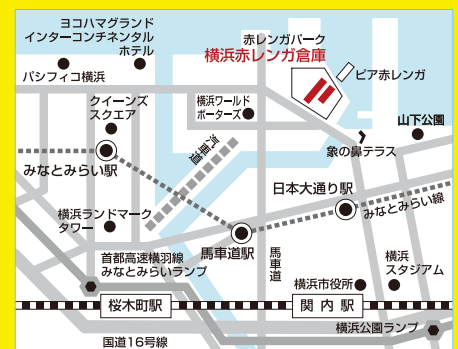 ヨコハマグランド
インターコンチネンタル
ホテル
パシフィコ横浜
赤レンガパーク
横浜赤レンガ倉庫
ピア赤レンガ
クイーンズ
スクエア
横浜ワールド
ポーターズ
山下公園
汽車道
象の鼻テラス
みなとみらい駅
日本大通り駅
みなとみらい線
横浜ランドマーク
タワー
馬車道駅
首都高速横羽線
みなとみらいランプ
馬車道
横浜市役所
横浜
スタジアム
桜木町駅
関内駅
横浜公園ランプ
国道16号線